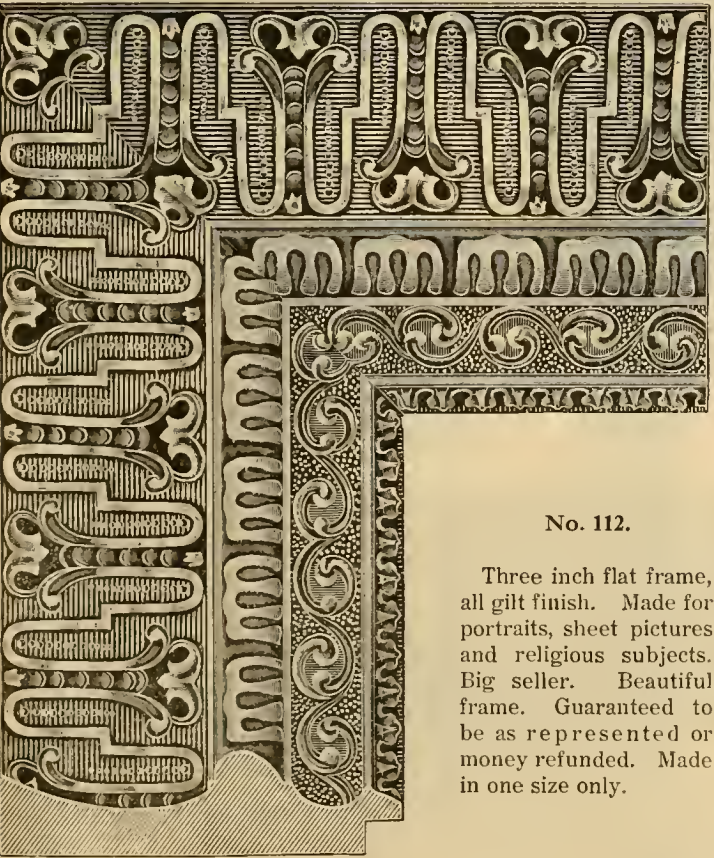 No. 112.
Three inch flat frame,
all gilt finish. Made for
portraits, sheet pictures
and religious subjects.
Big seller. Beautiful
frame. Guaranteed to
be as represented or
money refunded. Made
in one size only.